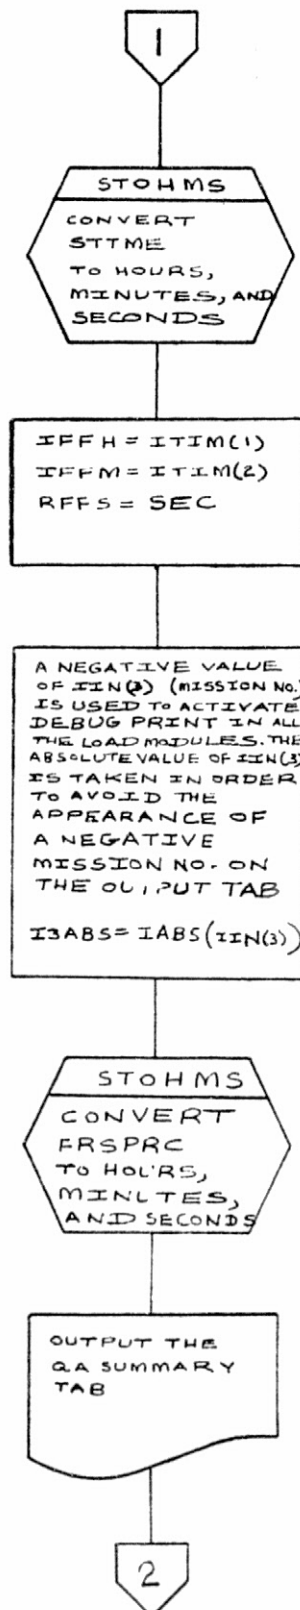 1
STOHMS
CONVERT
STTME
TO HOURS,
MINUTES, AND
SECONDS
IFFH = ITIM(1)
IFFM = ITIM(2)
RFFS = SEC
A NEGATIVE VALUE
OF IIN(3) (MISSION NO.)
IS USED TO ACTIVATE
DEBUG PRINT IN ALL
THE LOAD MODULES. THE
ABSOLUTE VALUE OF IIN(3)
IS TAKEN IN ORDER
TO AVOID THE
APPEARANCE OF
A NEGATIVE
MISSION NO. ON
THE OUTPUT TAB
I3ABS = IABS(IIN(3))
STOHMS
CONVERT
FRSPRC
TO HOURS,
MINUTES,
AND SECONDS
OUTPUT THE
QA SUMMARY
TAB
2